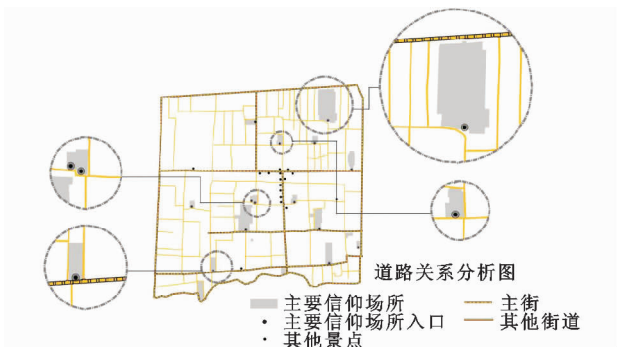 道路关系分析图
主要信仰场所
主街
主要信仰场所入口
其他街道
其他景点